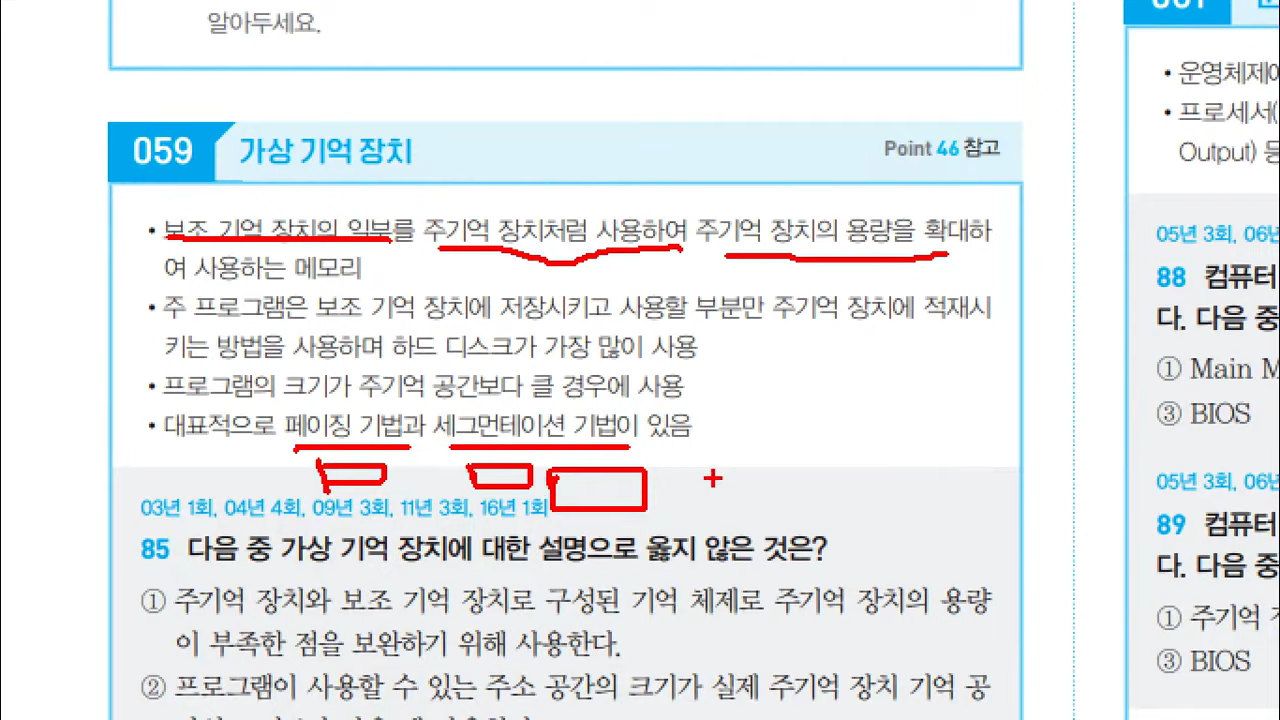 알아두세요.
059 가상 기억 장치 Point 46 참고
• 보조 기억 장치의 일부를 주기억 장치처럼 사용하여 주기억 장치의 용량을 확대하
여 사용하는 메모리
• 주 프로그램은 보조 기억 장치에 저장시키고 사용할 부분만 주기억 장치에 적재시
키는 방법을 사용하며 하드 디스크가 가장 많이 사용
• 프로그램의 크기가 주기억 공간보다 클 경우에 사용
• 대표적으로 페이징 기법과 세그먼테이션 기법이 있음
03년 1회, 04년 4회, 09년 3회, 11년 3회, 16년 1회
85 다음 중 가상 기억 장치에 대한 설명으로 옳지 않은 것은?
① 주기억 장치와 보조 기억 장치로 구성된 기억 체제로 주기억 장치의 용량
이 부족한 점을 보완하기 위해 사용한다.
② 프로그램이 사용할 수 있는 주소 공간의 크기가 실제 주기억 장치 기억 공
• 운영체제
• 프로세서(
Output) 등
05년 3회, 06년
88 컴퓨터
다. 다음 중
① Main M
③ BIOS
05년 3회, 06년
89 컴퓨터
다. 다음 중
① 주기억
③ BIOS